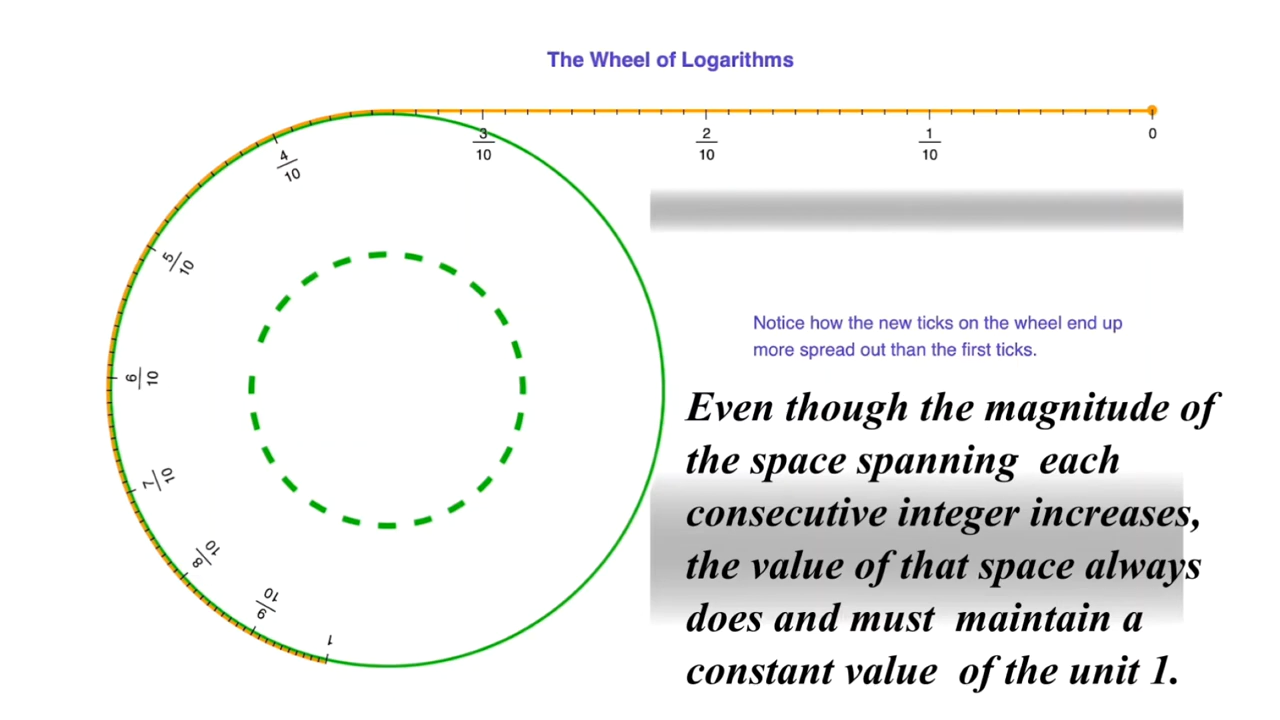 The Wheel of Logarithms
3
10
2
10
1
10
0
4
10
5
10
6
10
7
10
8
10
9
10
1
Notice how the new ticks on the wheel end up
more spread out than the first ticks.
Even though the magnitude of
the space spanning each
consecutive integer increases,
the value of that space always
does and must maintain a
constant value of the unit 1.